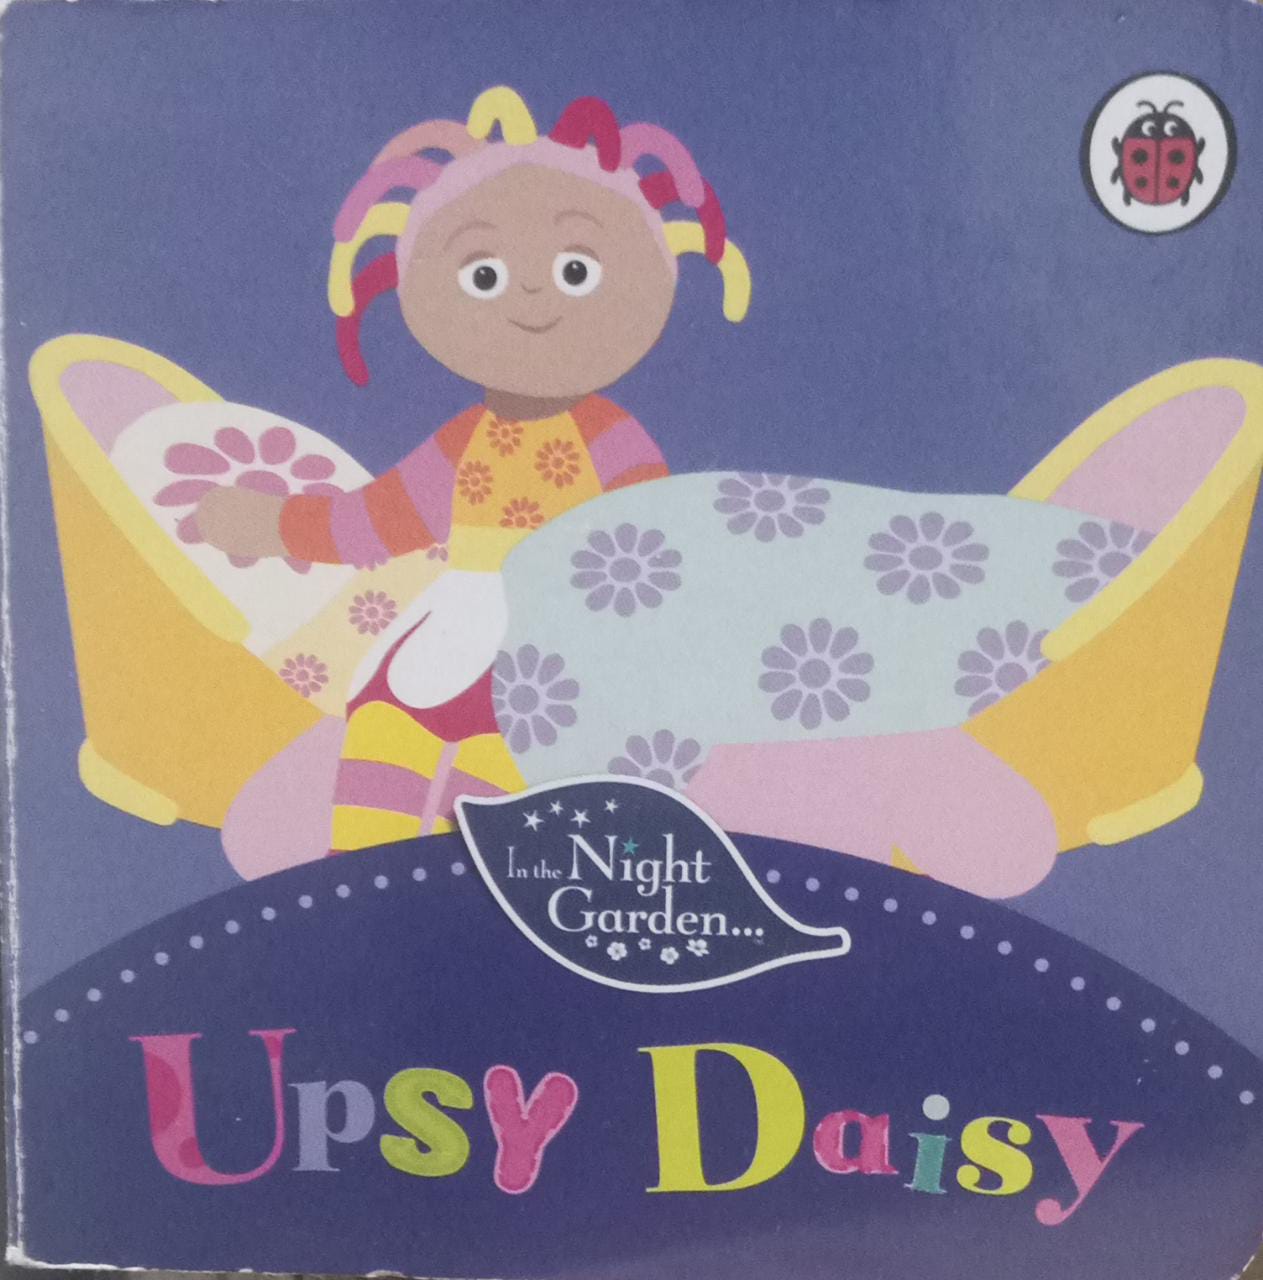 In the Night
Garden...
Upsy Daisy